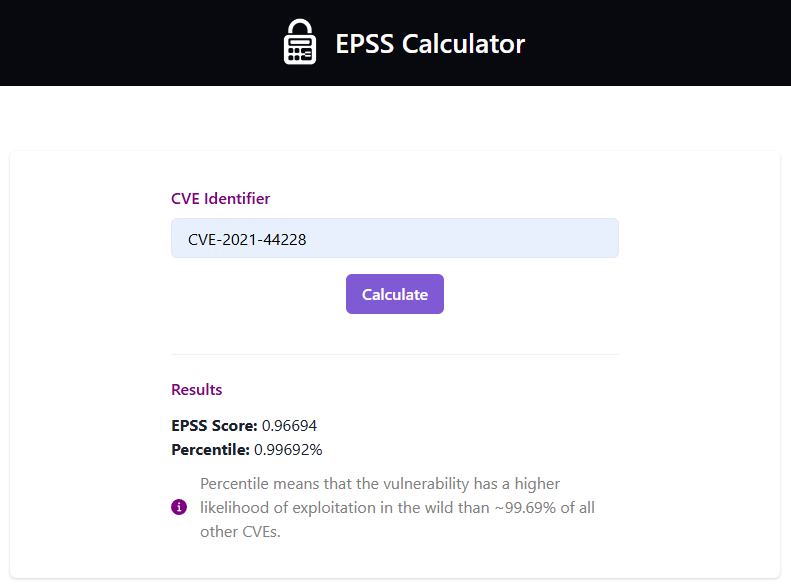 EPSS Calculator
CVE Identifier
CVE-2021-44228
Calculate
Results
EPSS Score: 0.96694
Percentile: 0.99692%
Percentile means that the vulnerability has a higher
likelihood of exploitation in the wild than ~99.69% of all
other CVEs.